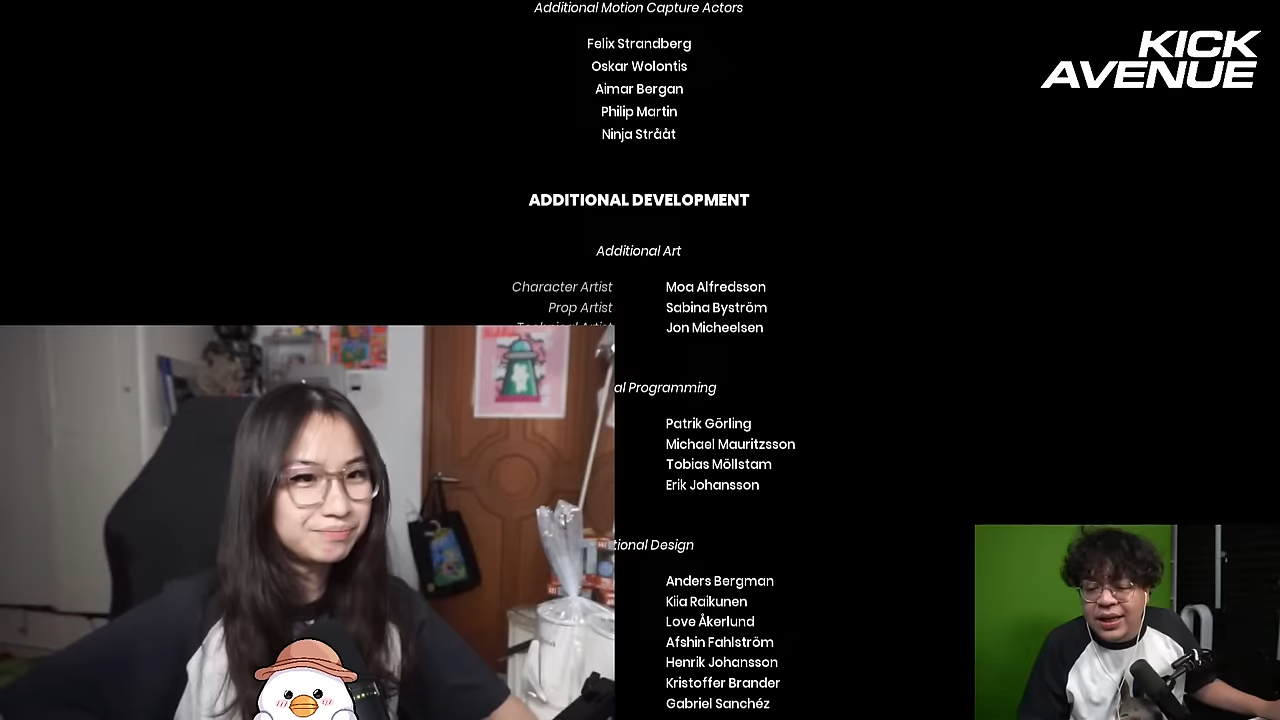 Additional Motion Capture Actors
KICK
AVENUE
Felix Strandberg
Oskar Wolontis
Aimar Bergan
Philip Martin
Ninja Strååt
ADDITIONAL DEVELOPMENT
Additional Art
Character Artist Moa Alfredsson
Prop Artist Sabina Byström
Technical Artist Jon Micheelsen
al Programming
Patrik Görling
Michael Mauritzsson
Tobias Möllstam
Erik Johansson
tional Design
Anders Bergman
Kiia Raikunen
Love Åkerlund
Afshin Fahlström
Henrik Johansson
Kristoffer Brander
Gabriel Sanchéz